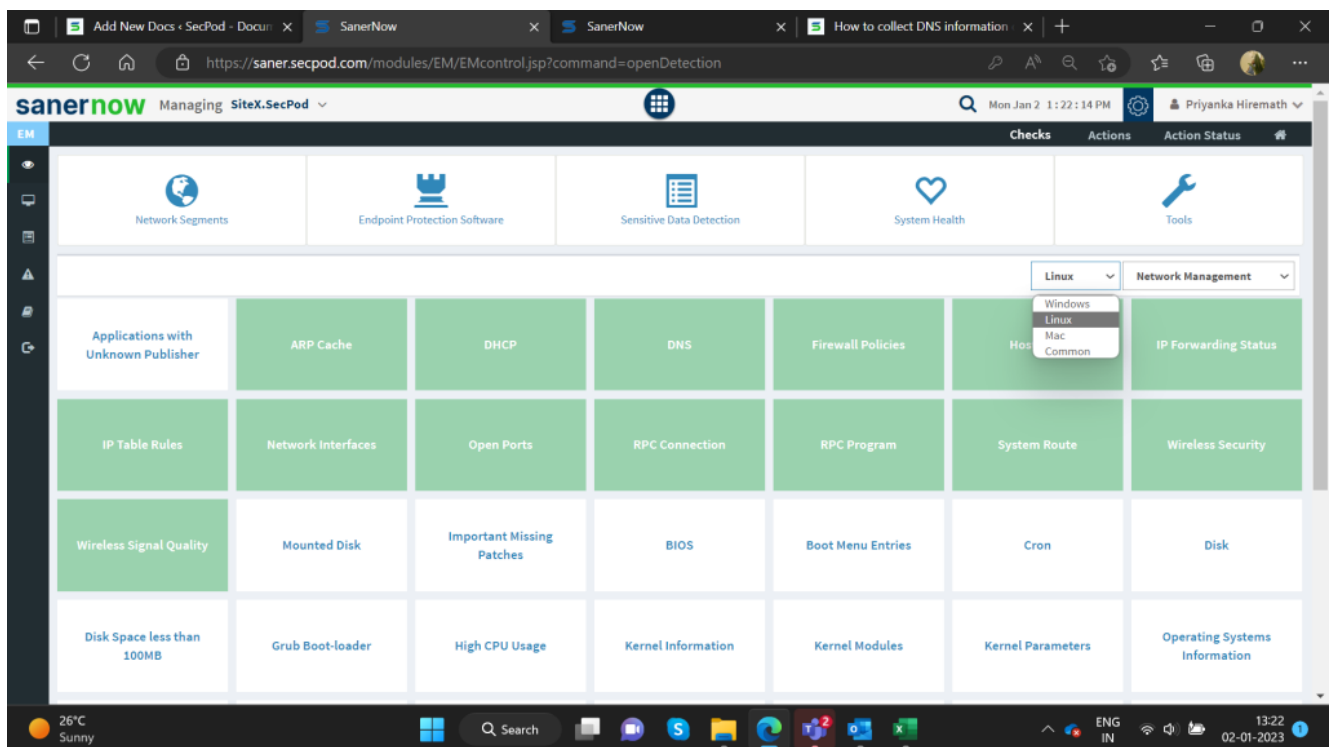 Add New Docs ‹ SecPod - Docum
SanerNow
SanerNow
How to collect DNS information
https://saner.secpod.com/modules/EM/EMcontrol.jsp?command=openDetection
sanernow Managing SiteX.SecPod
Mon Jan 2 1:22:14 PM
Priyanka Hiremath
EM
Checks Actions Action Status
Network Segments
Endpoint Protection Software
Sensitive Data Detection
System Health
Tools
Linux
Network Management
Windows
Linux
Mac
Common
Applications with
Unknown Publisher
ARP Cache
DHCP
DNS
Firewall Policies
Hos
IP Forwarding Status
IP Table Rules
Network Interfaces
Open Ports
RPC Connection
RPC Program
System Route
Wireless Security
Wireless Signal Quality
Mounted Disk
Important Missing
Patches
BIOS
Boot Menu Entries
Cron
Disk
Disk Space less than
100MB
Grub Boot-loader
High CPU Usage
Kernel Information
Kernel Modules
Kernel Parameters
Operating Systems
Information
26°C
Sunny
Search
2
ENG
IN
13:22
02-01-2023
1